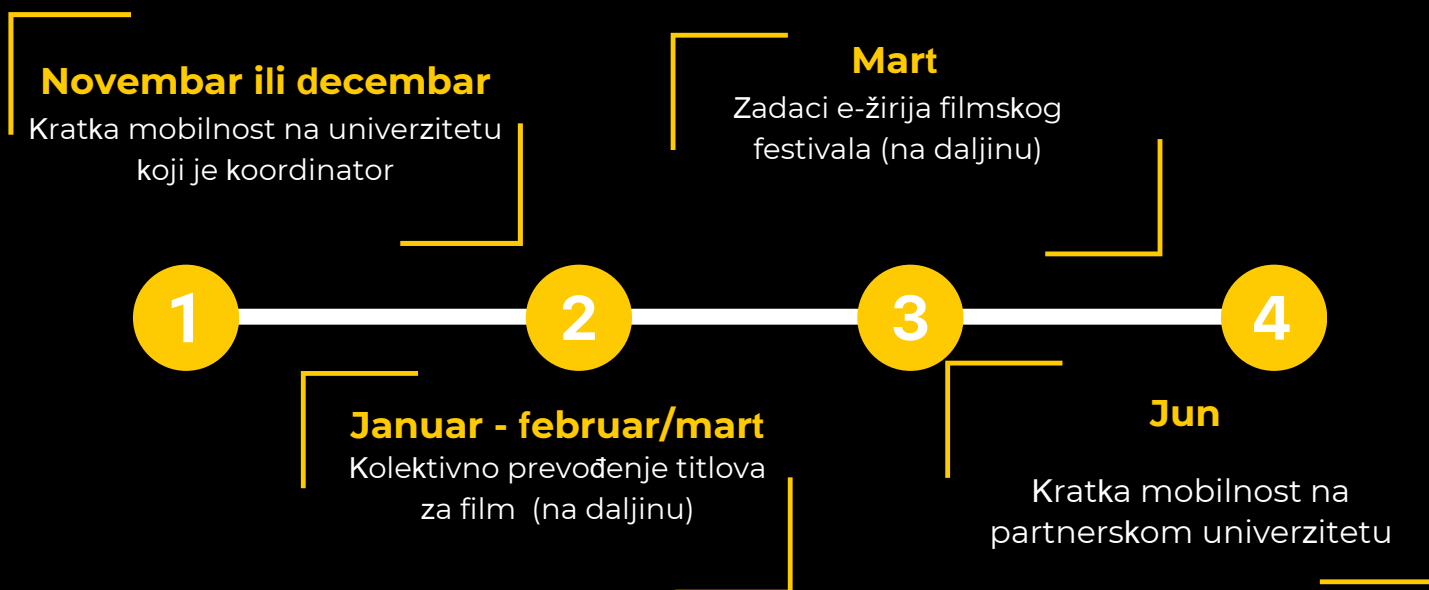 Novembar ili decembar
Kratka mobilnost na univerzitetu
koji je koordinator
Mart
Zadaci e-žirija filmskog
festivala (na daljinu)
1
2
3
4
Januar - februar/mart
Kolektivno prevođenje titlova
za film (na daljinu)
Jun
Kratka mobilnost na
partnerskom univerzitetu